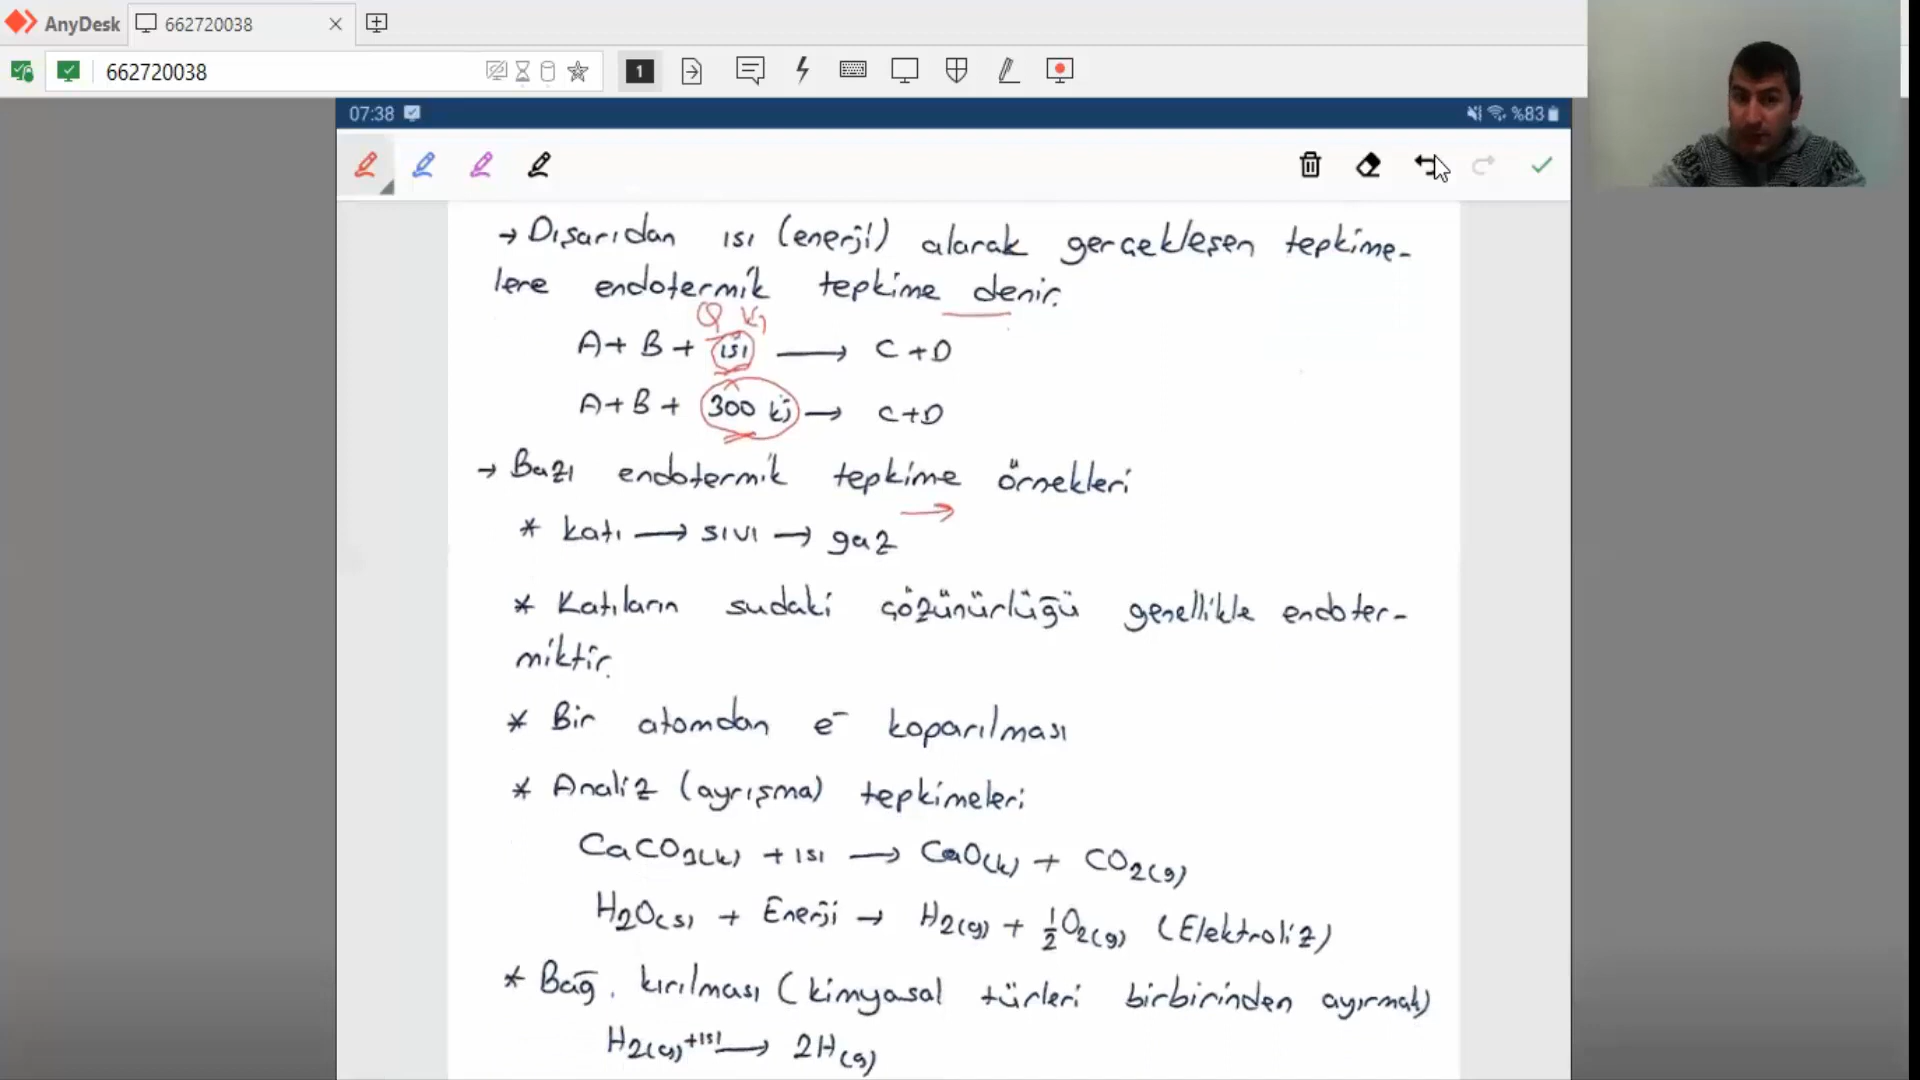 AnyDesk
662720038
662720038
1
07:38
%83
→ Dışarıdan ısı (enerji) alarak gerçekleşen tepkime-
lere endotermik tepkime denir.
Q kj
A + B + ısı → C + D
A + B + 300 kj → C + D
→ Bazı endotermik tepkime örnekleri
* katı → sıvı → gaz →
* Katıların sudaki çözünürlüğü genellikle endoter-
miktir.
* Bir atomdan e⁻ koparılması
* Analiz (ayrışma) tepkimeleri
CaCO₃(k) + ısı → CaO(k) + CO₂(g)
H₂O(s) + Enerji → H₂(g) + ½O₂(g) (Elektroliz)
* Bağ kırılması (kimyasal türleri birbirinden ayırmak)
H₂(g) +ısı → 2H(g)